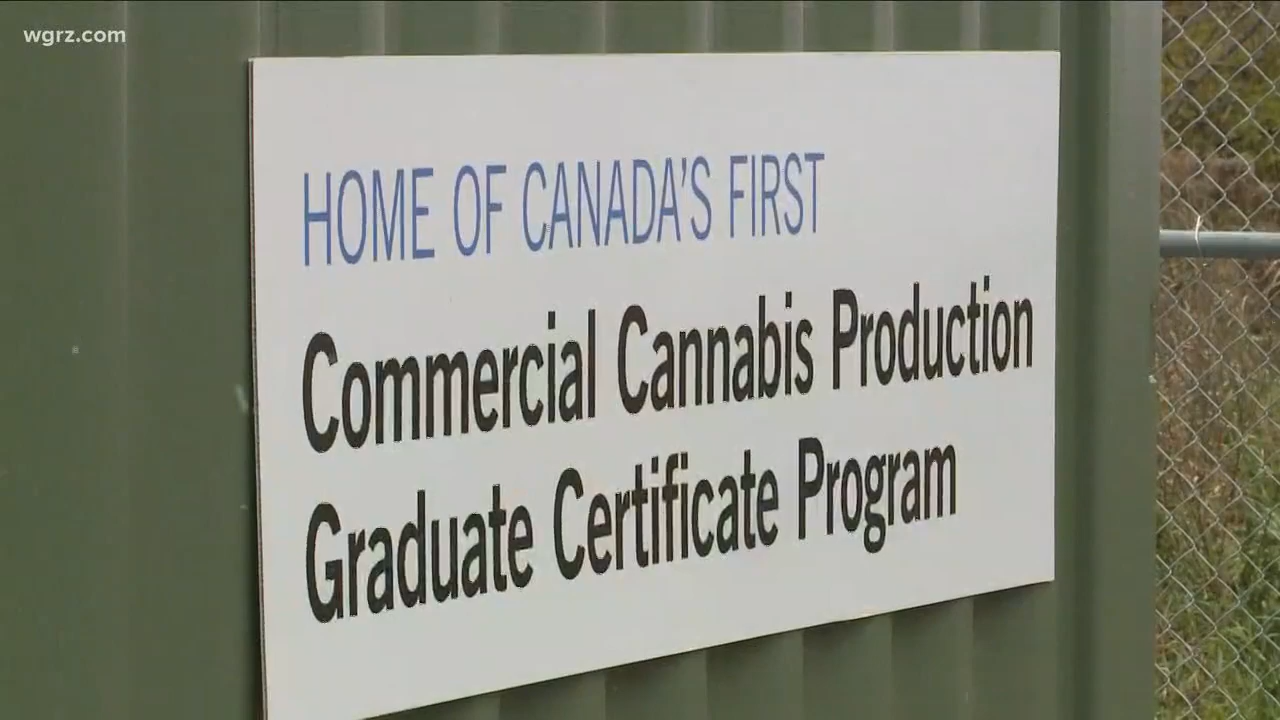 wgrz.com
HOME OF CANADA'S FIRST
Commercial Cannabis Production
Graduate Certificate Program